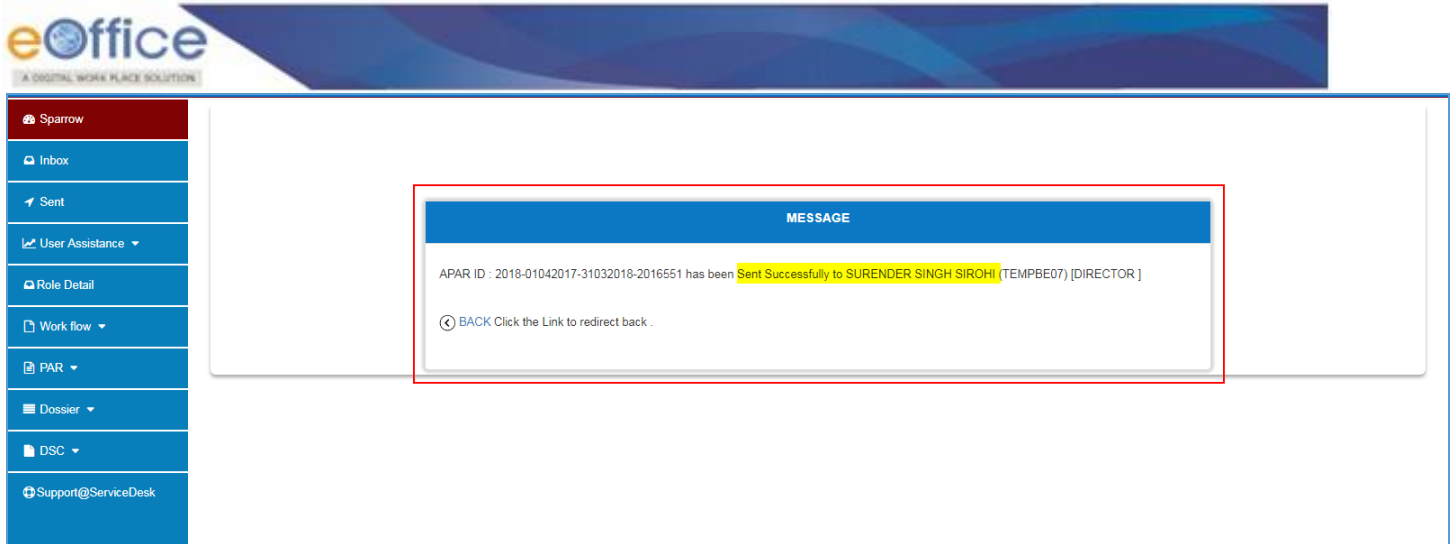 eOffice
A DIGITAL WORK PLACE SOLUTION
Sparrow
Inbox
Sent
User Assistance
Role Detail
Work flow
PAR
Dossier
DSC
Support@ServiceDesk
MESSAGE
APAR ID : 2018-01042017-31032018-2016551 has been Sent Successfully to SURENDER SINGH SIROHI (TEMPBE07) [DIRECTOR ]
BACK Click the Link to redirect back .